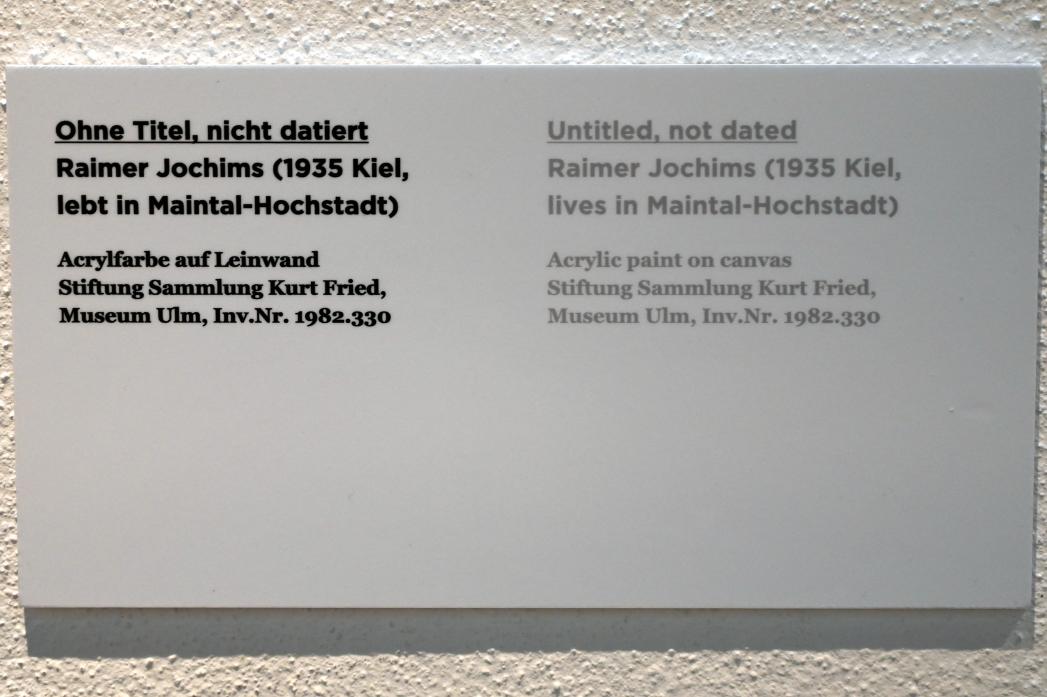 Ohne Titel, nicht datiert
Raimer Jochims (1935 Kiel,
lebt in Maintal-Hochstadt)
Acrylfarbe auf Leinwand
Stiftung Sammlung Kurt Fried,
Museum Ulm, Inv.Nr. 1982.330
Untitled, not dated
Raimer Jochims (1935 Kiel,
lives in Maintal-Hochstadt)
Acrylic paint on canvas
Stiftung Sammlung Kurt Fried,
Museum Ulm, Inv.Nr. 1982.330